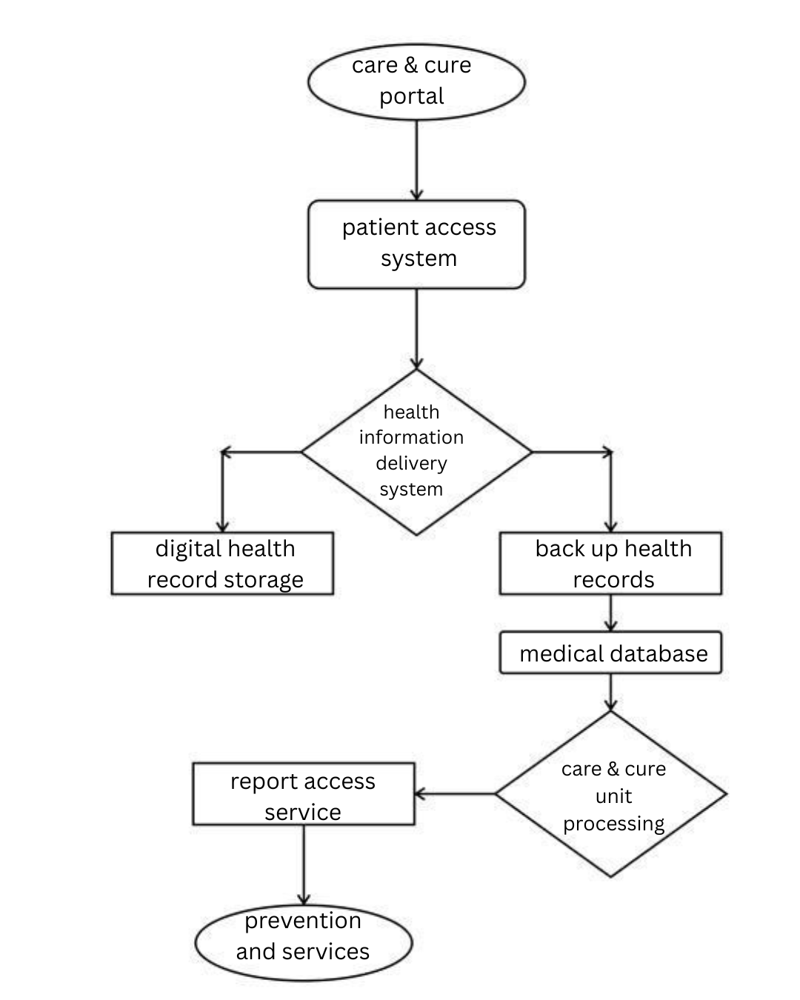 care & cure
portal
patient access
system
health
information
delivery
system
digital health
record storage
back up health
records
medical database
care & cure
unit
processing
report access
service
prevention
and services